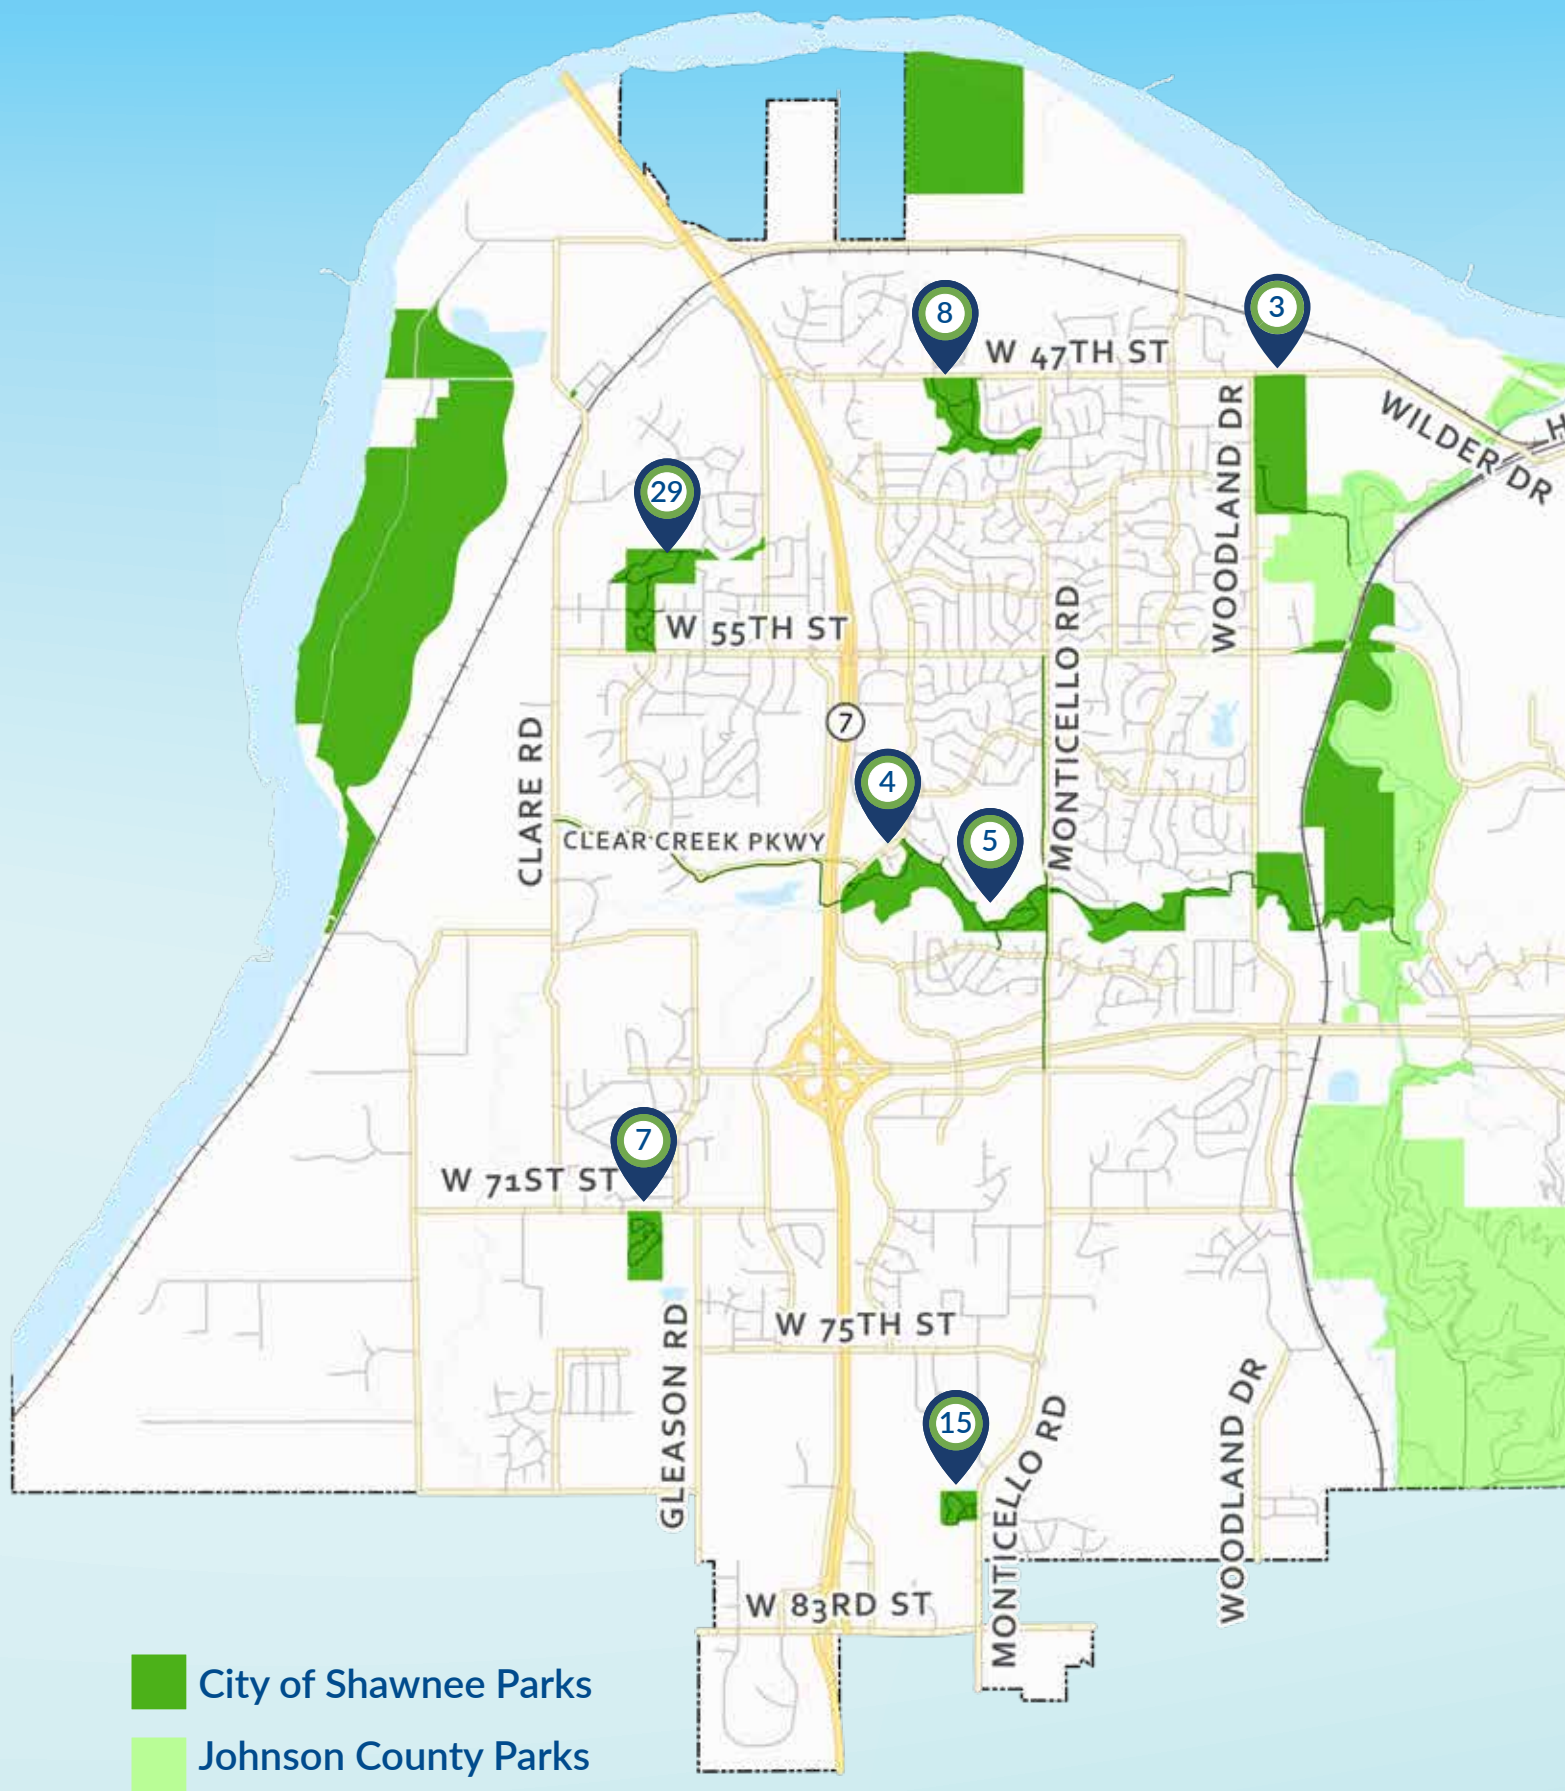 8
3
W 47TH ST
WILDER DR
H
WOODLAND DR
29
W 55TH ST
MONTICELLO RD
7
CLARE RD
4
CLEAR CREEK PKWY
5
7
W 71ST ST
GLEASON RD
W 75TH ST
15
MONTICELLO RD
WOODLAND DR
W 83RD ST
City of Shawnee Parks
Johnson County Parks